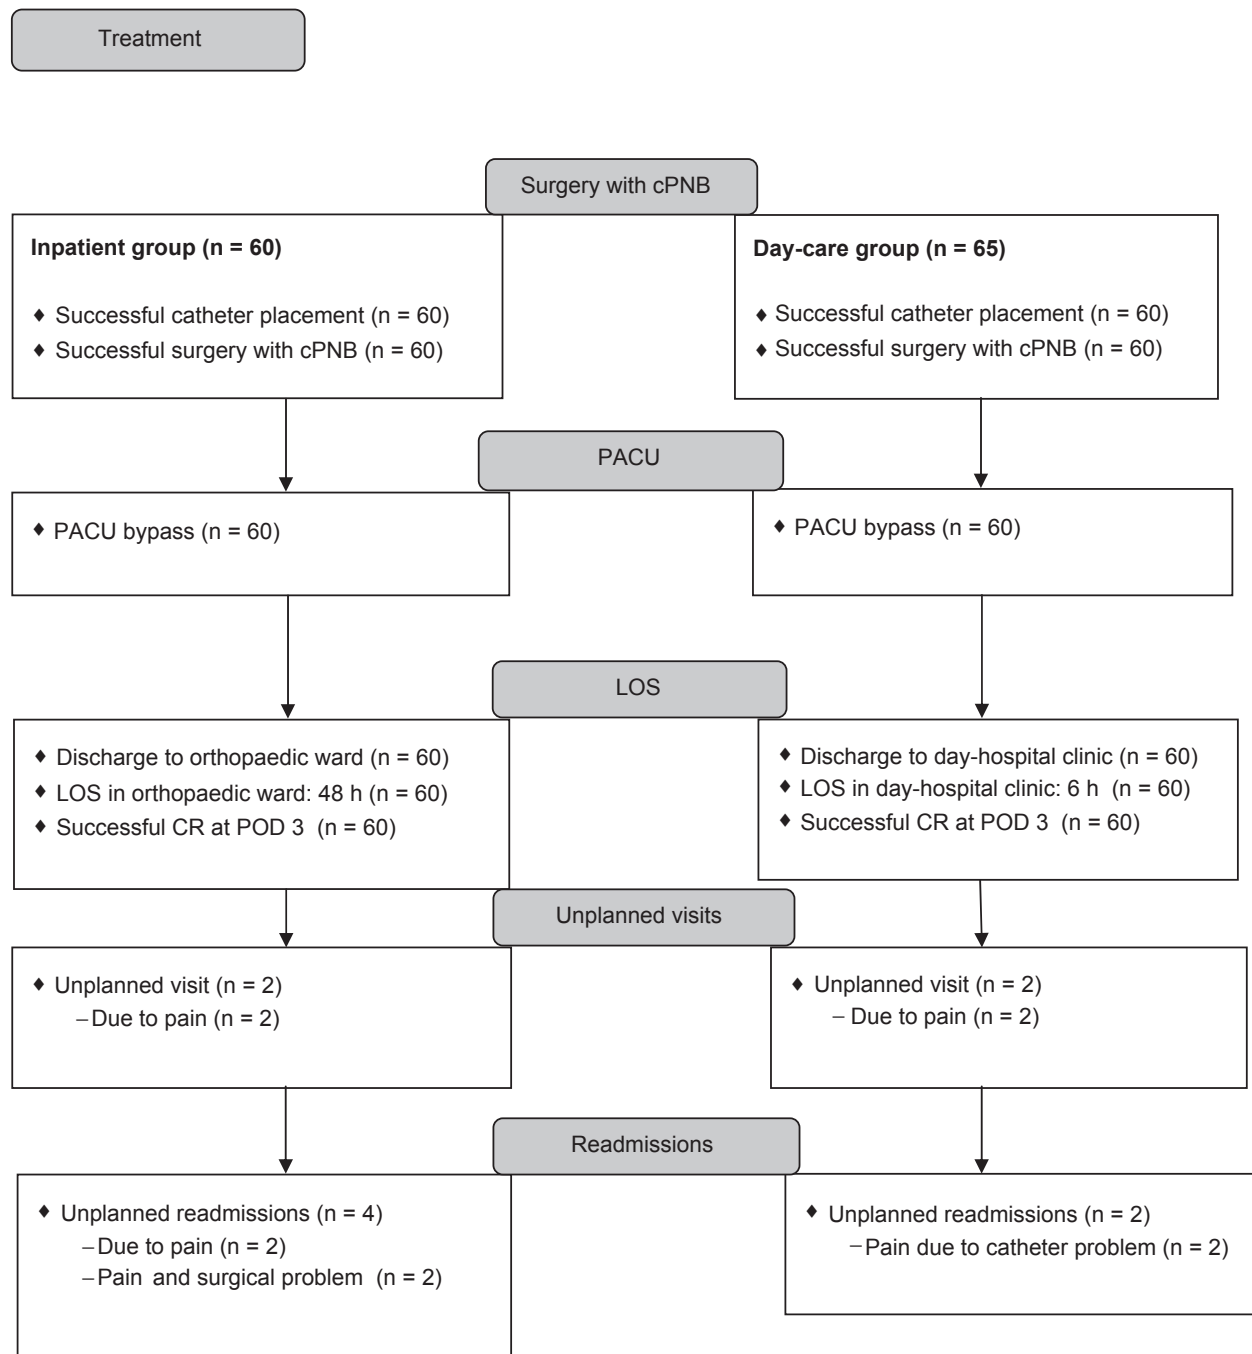 Treatment
Surgery with cPNB
Inpatient group (n = 60)
♦ Successful catheter placement (n = 60)
♦ Successful surgery with cPNB (n = 60)
Day-care group (n = 65)
♦ Successful catheter placement (n = 60)
♦ Successful surgery with cPNB (n = 60)
PACU
♦ PACU bypass (n = 60)
♦ PACU bypass (n = 60)
LOS
♦ Discharge to orthopaedic ward (n = 60)
♦ LOS in orthopaedic ward: 48 h (n = 60)
♦ Successful CR at POD 3 (n = 60)
♦ Discharge to day-hospital clinic (n = 60)
♦ LOS in day-hospital clinic: 6 h (n = 60)
♦ Successful CR at POD 3 (n = 60)
Unplanned visits
♦ Unplanned visit (n = 2)
–Due to pain (n = 2)
♦ Unplanned visit (n = 2)
– Due to pain (n = 2)
Readmissions
♦ Unplanned readmissions (n = 4)
–Due to pain (n = 2)
–Pain and surgical problem (n = 2)
♦ Unplanned readmissions (n = 2)
–Pain due to catheter problem (n = 2)